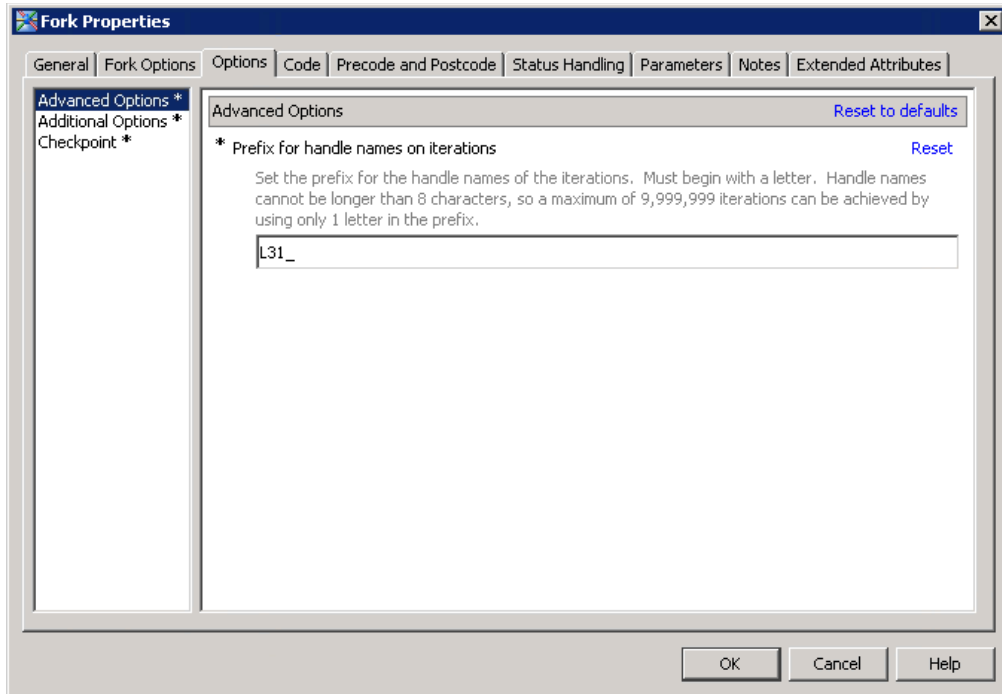 Fork Properties
General Fork Options Options Code Precode and Postcode Status Handling Parameters Notes Extended Attributes
Advanced Options *
Additional Options *
Checkpoint *
Advanced Options Reset to defaults
* Prefix for handle names on iterations Reset
Set the prefix for the handle names of the iterations. Must begin with a letter. Handle names
cannot be longer than 8 characters, so a maximum of 9,999,999 iterations can be achieved by
using only 1 letter in the prefix.
L31_
OK Cancel Help